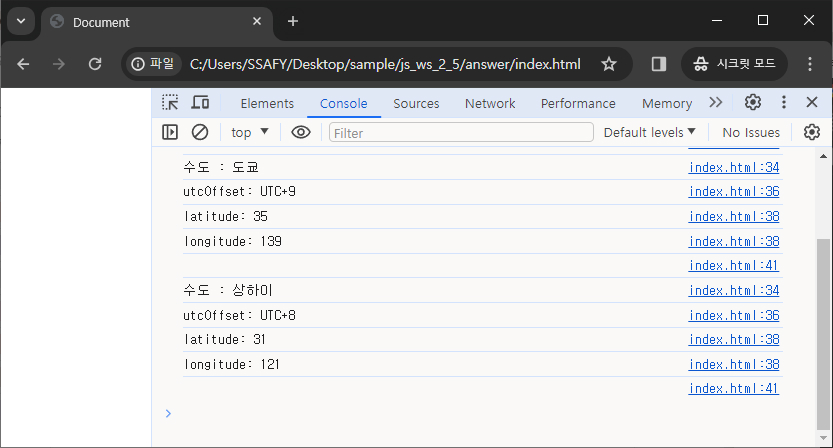 Document
파일 C:/Users/SSAFY/Desktop/sample/js_ws_2_5/answer/index.html 시크릿 모드
Elements Console Sources Network Performance Memory
top Filter Default levels No Issues
수도 : 도쿄 index.html:34
utcOffset: UTC+9 index.html:36
latitude: 35 index.html:38
longitude: 139 index.html:38
index.html:41
수도 : 상하이 index.html:34
utcOffset: UTC+8 index.html:36
latitude: 31 index.html:38
longitude: 121 index.html:38
index.html:41